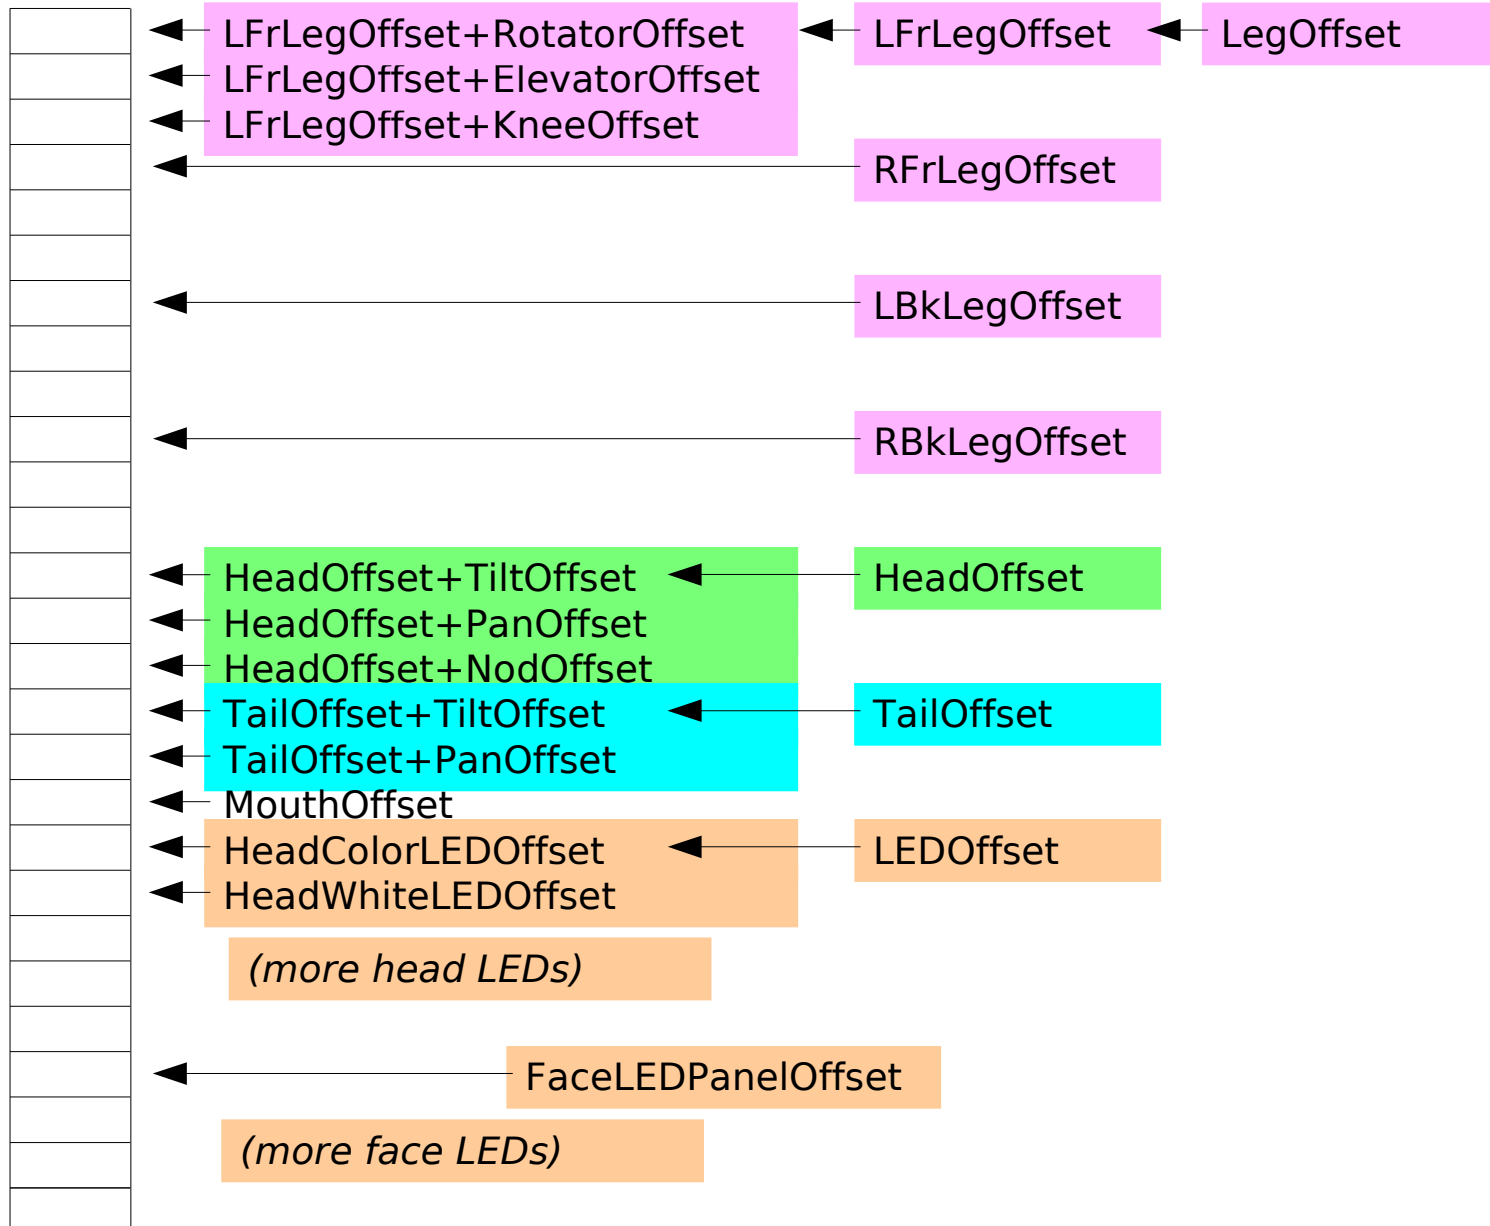 LFrLegOffset+RotatorOffset LFrLegOffset LegOffset
LFrLegOffset+ElevatorOffset
LFrLegOffset+KneeOffset
RFrLegOffset
LBkLegOffset
RBkLegOffset
HeadOffset+TiltOffset HeadOffset
HeadOffset+PanOffset
HeadOffset+NodOffset
TailOffset+TiltOffset TailOffset
TailOffset+PanOffset
MouthOffset
HeadColorLEDOffset LEDOffset
HeadWhiteLEDOffset
(more head LEDs)
FaceLEDPanelOffset
(more face LEDs)